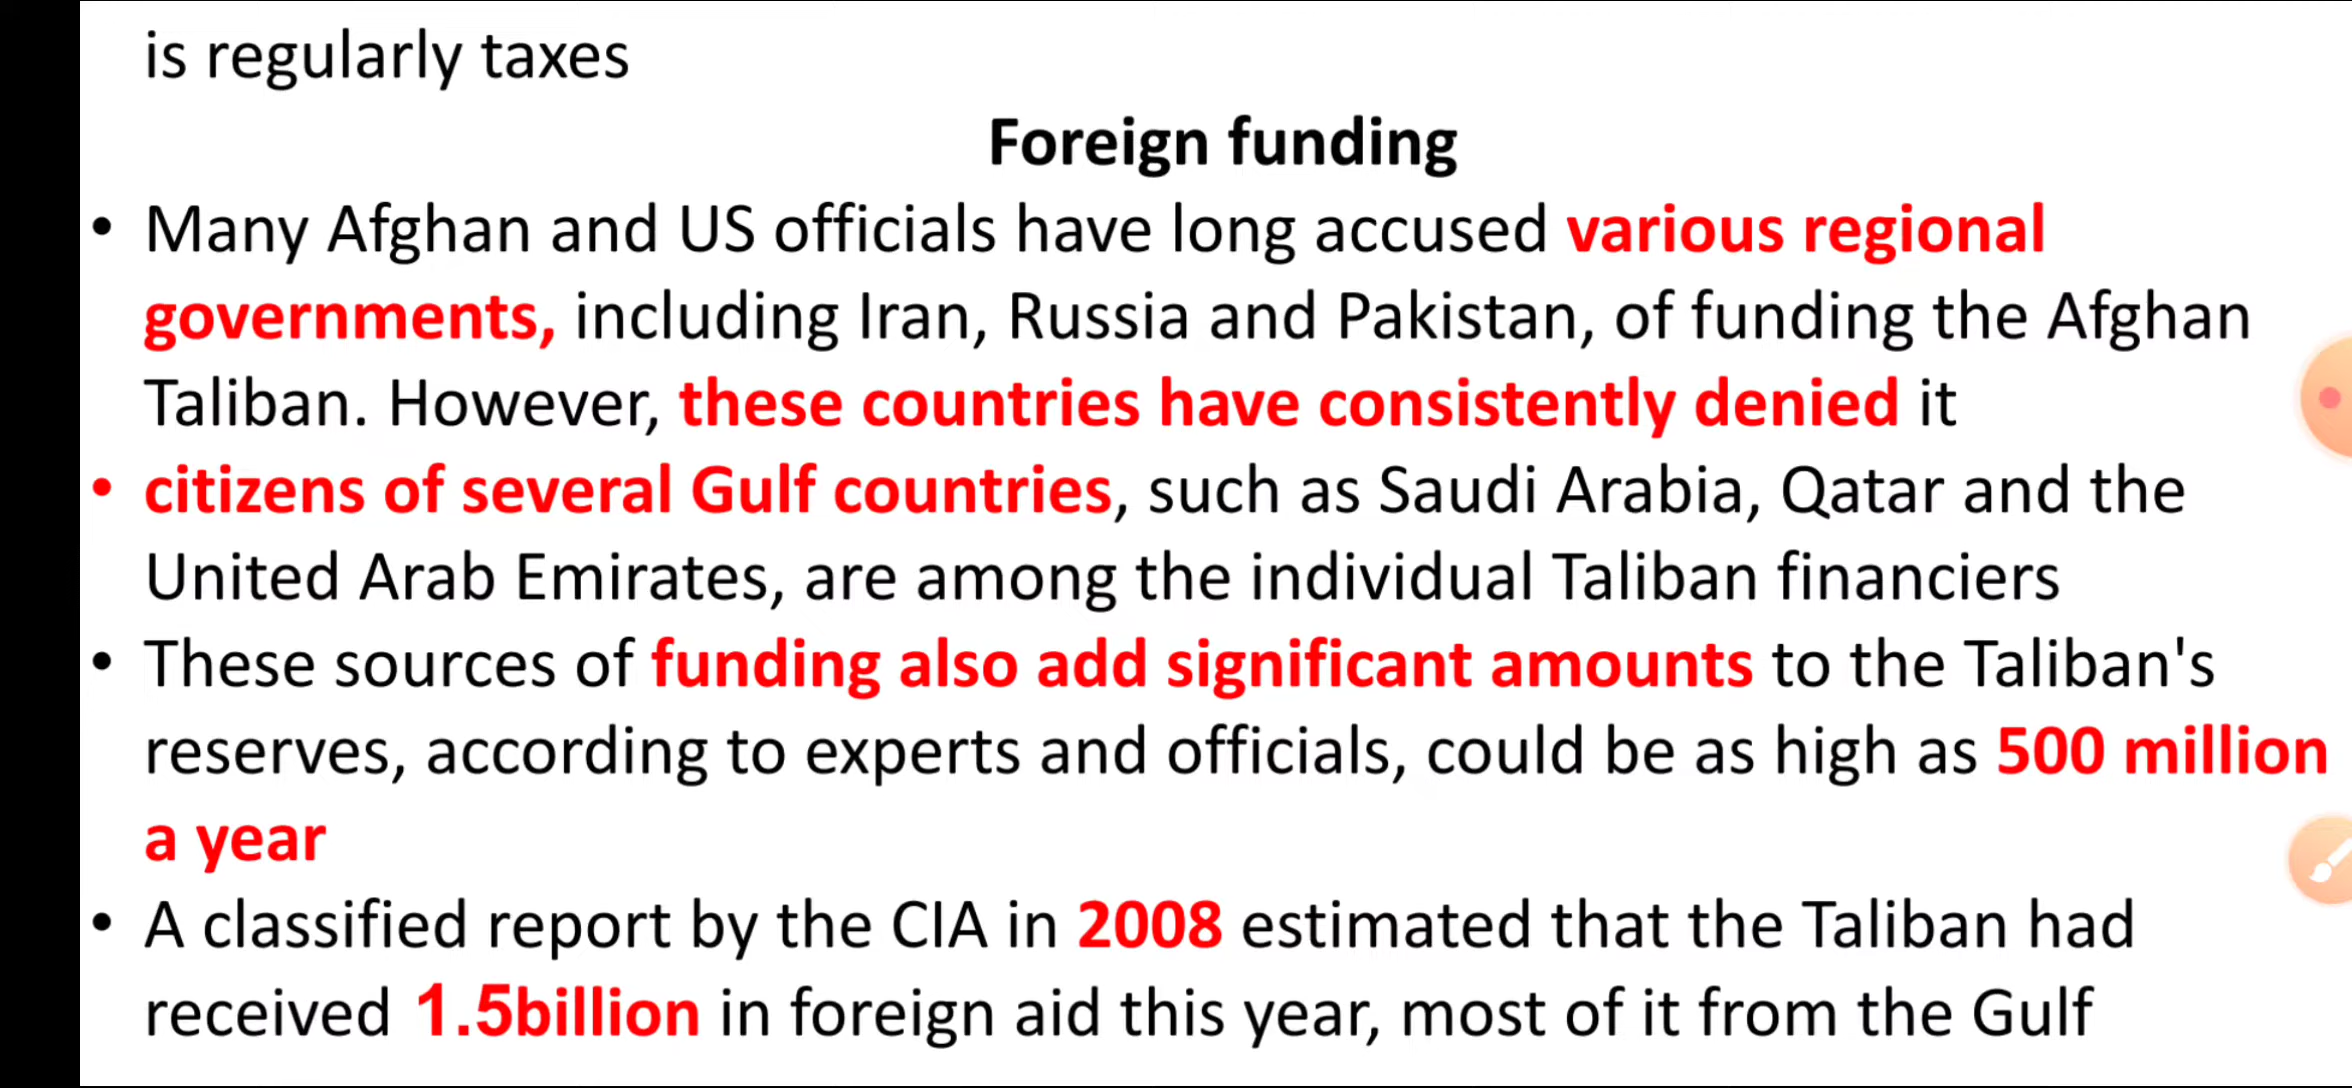 is regularly taxes
Foreign funding
• Many Afghan and US officials have long accused various regional
governments, including Iran, Russia and Pakistan, of funding the Afghan
Taliban. However, these countries have consistently denied it
• citizens of several Gulf countries, such as Saudi Arabia, Qatar and the
United Arab Emirates, are among the individual Taliban financiers
• These sources of funding also add significant amounts to the Taliban's
reserves, according to experts and officials, could be as high as 500 million
a year
• A classified report by the CIA in 2008 estimated that the Taliban had
received 1.5billion in foreign aid this year, most of it from the Gulf